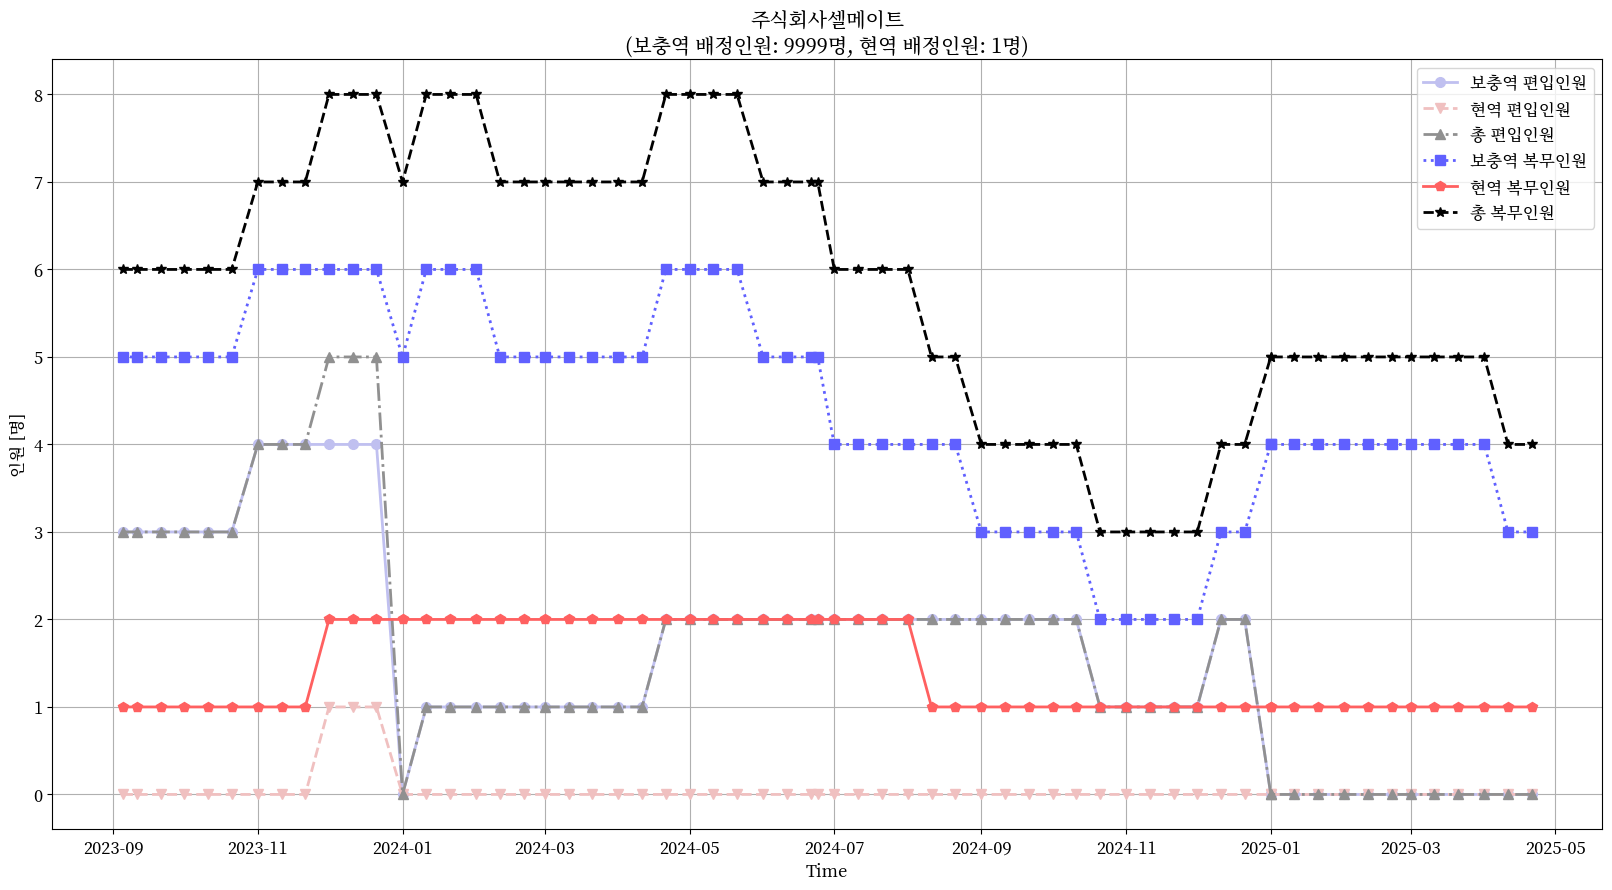 주식회사셀메이트
(보충역 배정인원: 9999명, 현역 배정인원: 1명)
보충역 편입인원
현역 편입인원
총 편입인원
보충역 복무인원
현역 복무인원
총 복무인원
8
7
6
5
4
3
2
1
0
인원 [명]
2023-09 2023-11 2024-01 2024-03 2024-05 2024-07 2024-09 2024-11 2025-01 2025-03 2025-05
Time